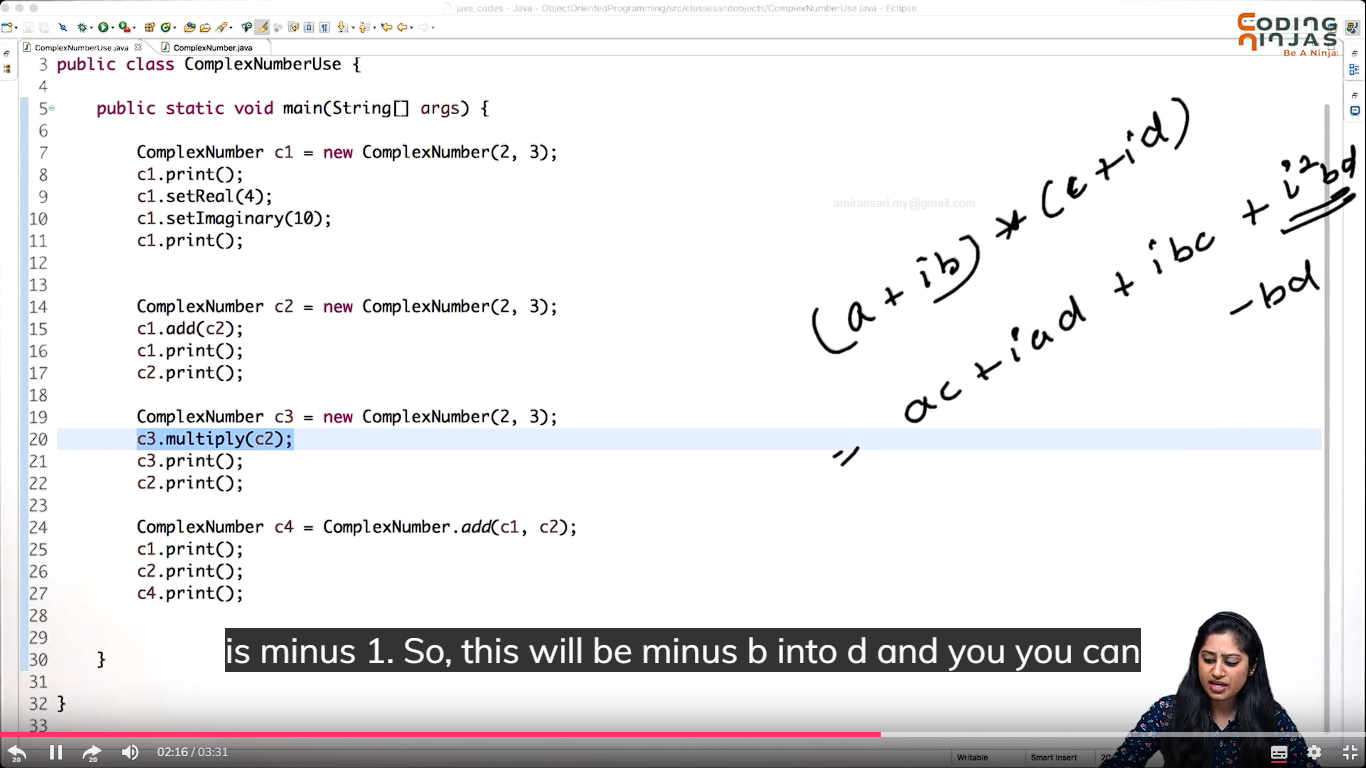 java_codes - Java - ObjectOrientedProgramming/src/classesandobjects/ComplexNumberUse.java - Eclipse
CODING
NINJAS
Be A Ninja
ComplexNumberUse.java
ComplexNumber.java
3 public class ComplexNumberUse {
4
5 public static void main(String[] args) {
6
7 ComplexNumber c1 = new ComplexNumber(2, 3);
8 c1.print();
9 c1.setReal(4);
10 c1.setImaginary(10);
11 c1.print();
12
13
14 ComplexNumber c2 = new ComplexNumber(2, 3);
15 c1.add(c2);
16 c1.print();
17 c2.print();
18
19 ComplexNumber c3 = new ComplexNumber(2, 3);
20 c3.multiply(c2);
21 c3.print();
22 c2.print();
23
24 ComplexNumber c4 = ComplexNumber.add(c1, c2);
25 c1.print();
26 c2.print();
27 c4.print();
28
29
30 }
31
32 }
33
amiransari.my@gmail.com
(a + ib) * (c + id)
= ac + iad + ibc + i²bd
- bd
is minus 1. So, this will be minus b into d and you you can
20
20
02:16 / 03:31
Writable
Smart Insert